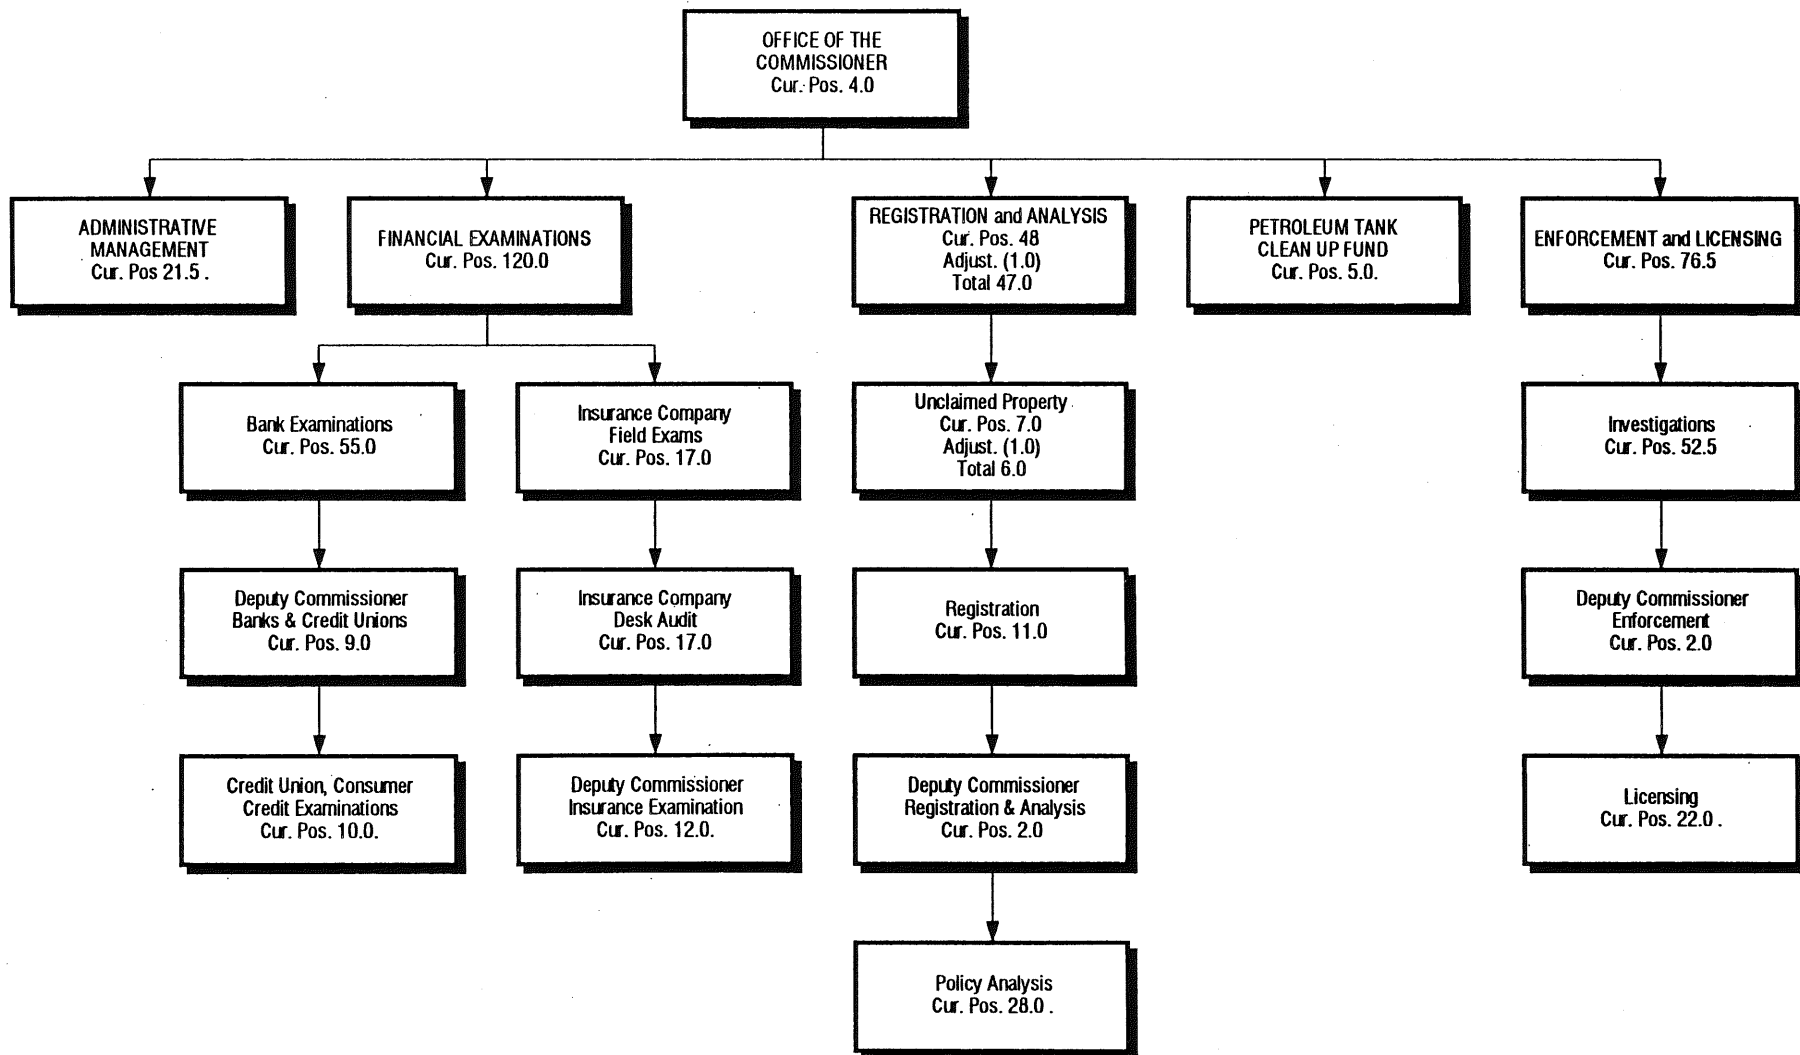 OFFICE OF THE
COMMISSIONER
Cur. Pos. 4.0
ADMINISTRATIVE
MANAGEMENT
Cur. Pos 21.5 .
FINANCIAL EXAMINATIONS
Cur. Pos. 120.0
REGISTRATION and ANALYSIS
Cur. Pos. 48
Adjust. (1.0)
Total 47.0
PETROLEUM TANK
CLEAN UP FUND
Cur. Pos. 5.0.
ENFORCEMENT and LICENSING
Cur. Pos. 76.5
Bank Examinations
Cur. Pos. 55.0
Insurance Company
Field Exams
Cur. Pos. 17.0
Unclaimed Property
Cur. Pos. 7.0
Adjust. (1.0)
Total 6.0
Investigations
Cur. Pos. 52.5
Deputy Commissioner
Banks & Credit Unions
Cur. Pos. 9.0
Insurance Company
Desk Audit
Cur. Pos. 17.0
Registration
Cur. Pos. 11.0
Deputy Commissioner
Enforcement
Cur. Pos. 2.0
Credit Union, Consumer
Credit Examinations
Cur. Pos. 10.0.
Deputy Commissioner
Insurance Examination
Cur. Pos. 12.0.
Deputy Commissioner
Registration & Analysis
Cur. Pos. 2.0
Licensing
Cur. Pos. 22.0 .
Policy Analysis
Cur. Pos. 28.0 .